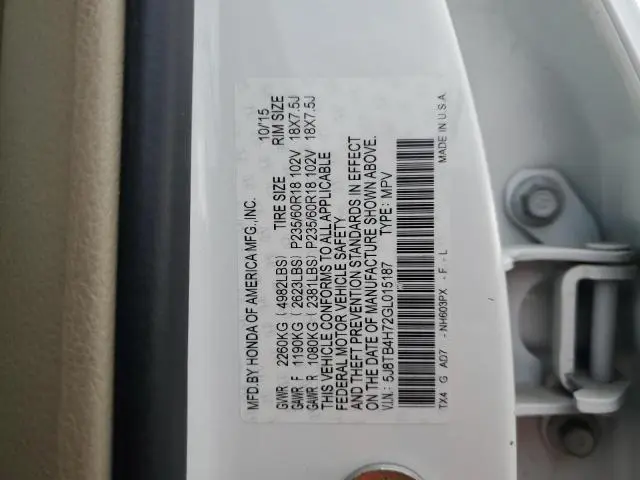 MFD.BY HONDA OF AMERICA MFG.,INC. 10/15
GVWR 2260KG (4982LBS) TIRE SIZE RIM SIZE
GAWR F 1190KG (2623LBS) P235/60R18 102V 18X7.5J
GAWR R 1080KG (2381LBS) P235/60R18 102V 18X7.5J
THIS VEHICLE CONFORMS TO ALL APPLICABLE
FEDERAL MOTOR VEHICLE SAFETY
AND THEFT PREVENTION STANDARDS IN EFFECT
ON THE DATE OF MANUFACTURE SHOWN ABOVE.
V.I.N.: 5J8TB4H72GL015187 TYPE: MPV
TX4 G AD7 -NH603PX -F-L MADE IN U.S.A.